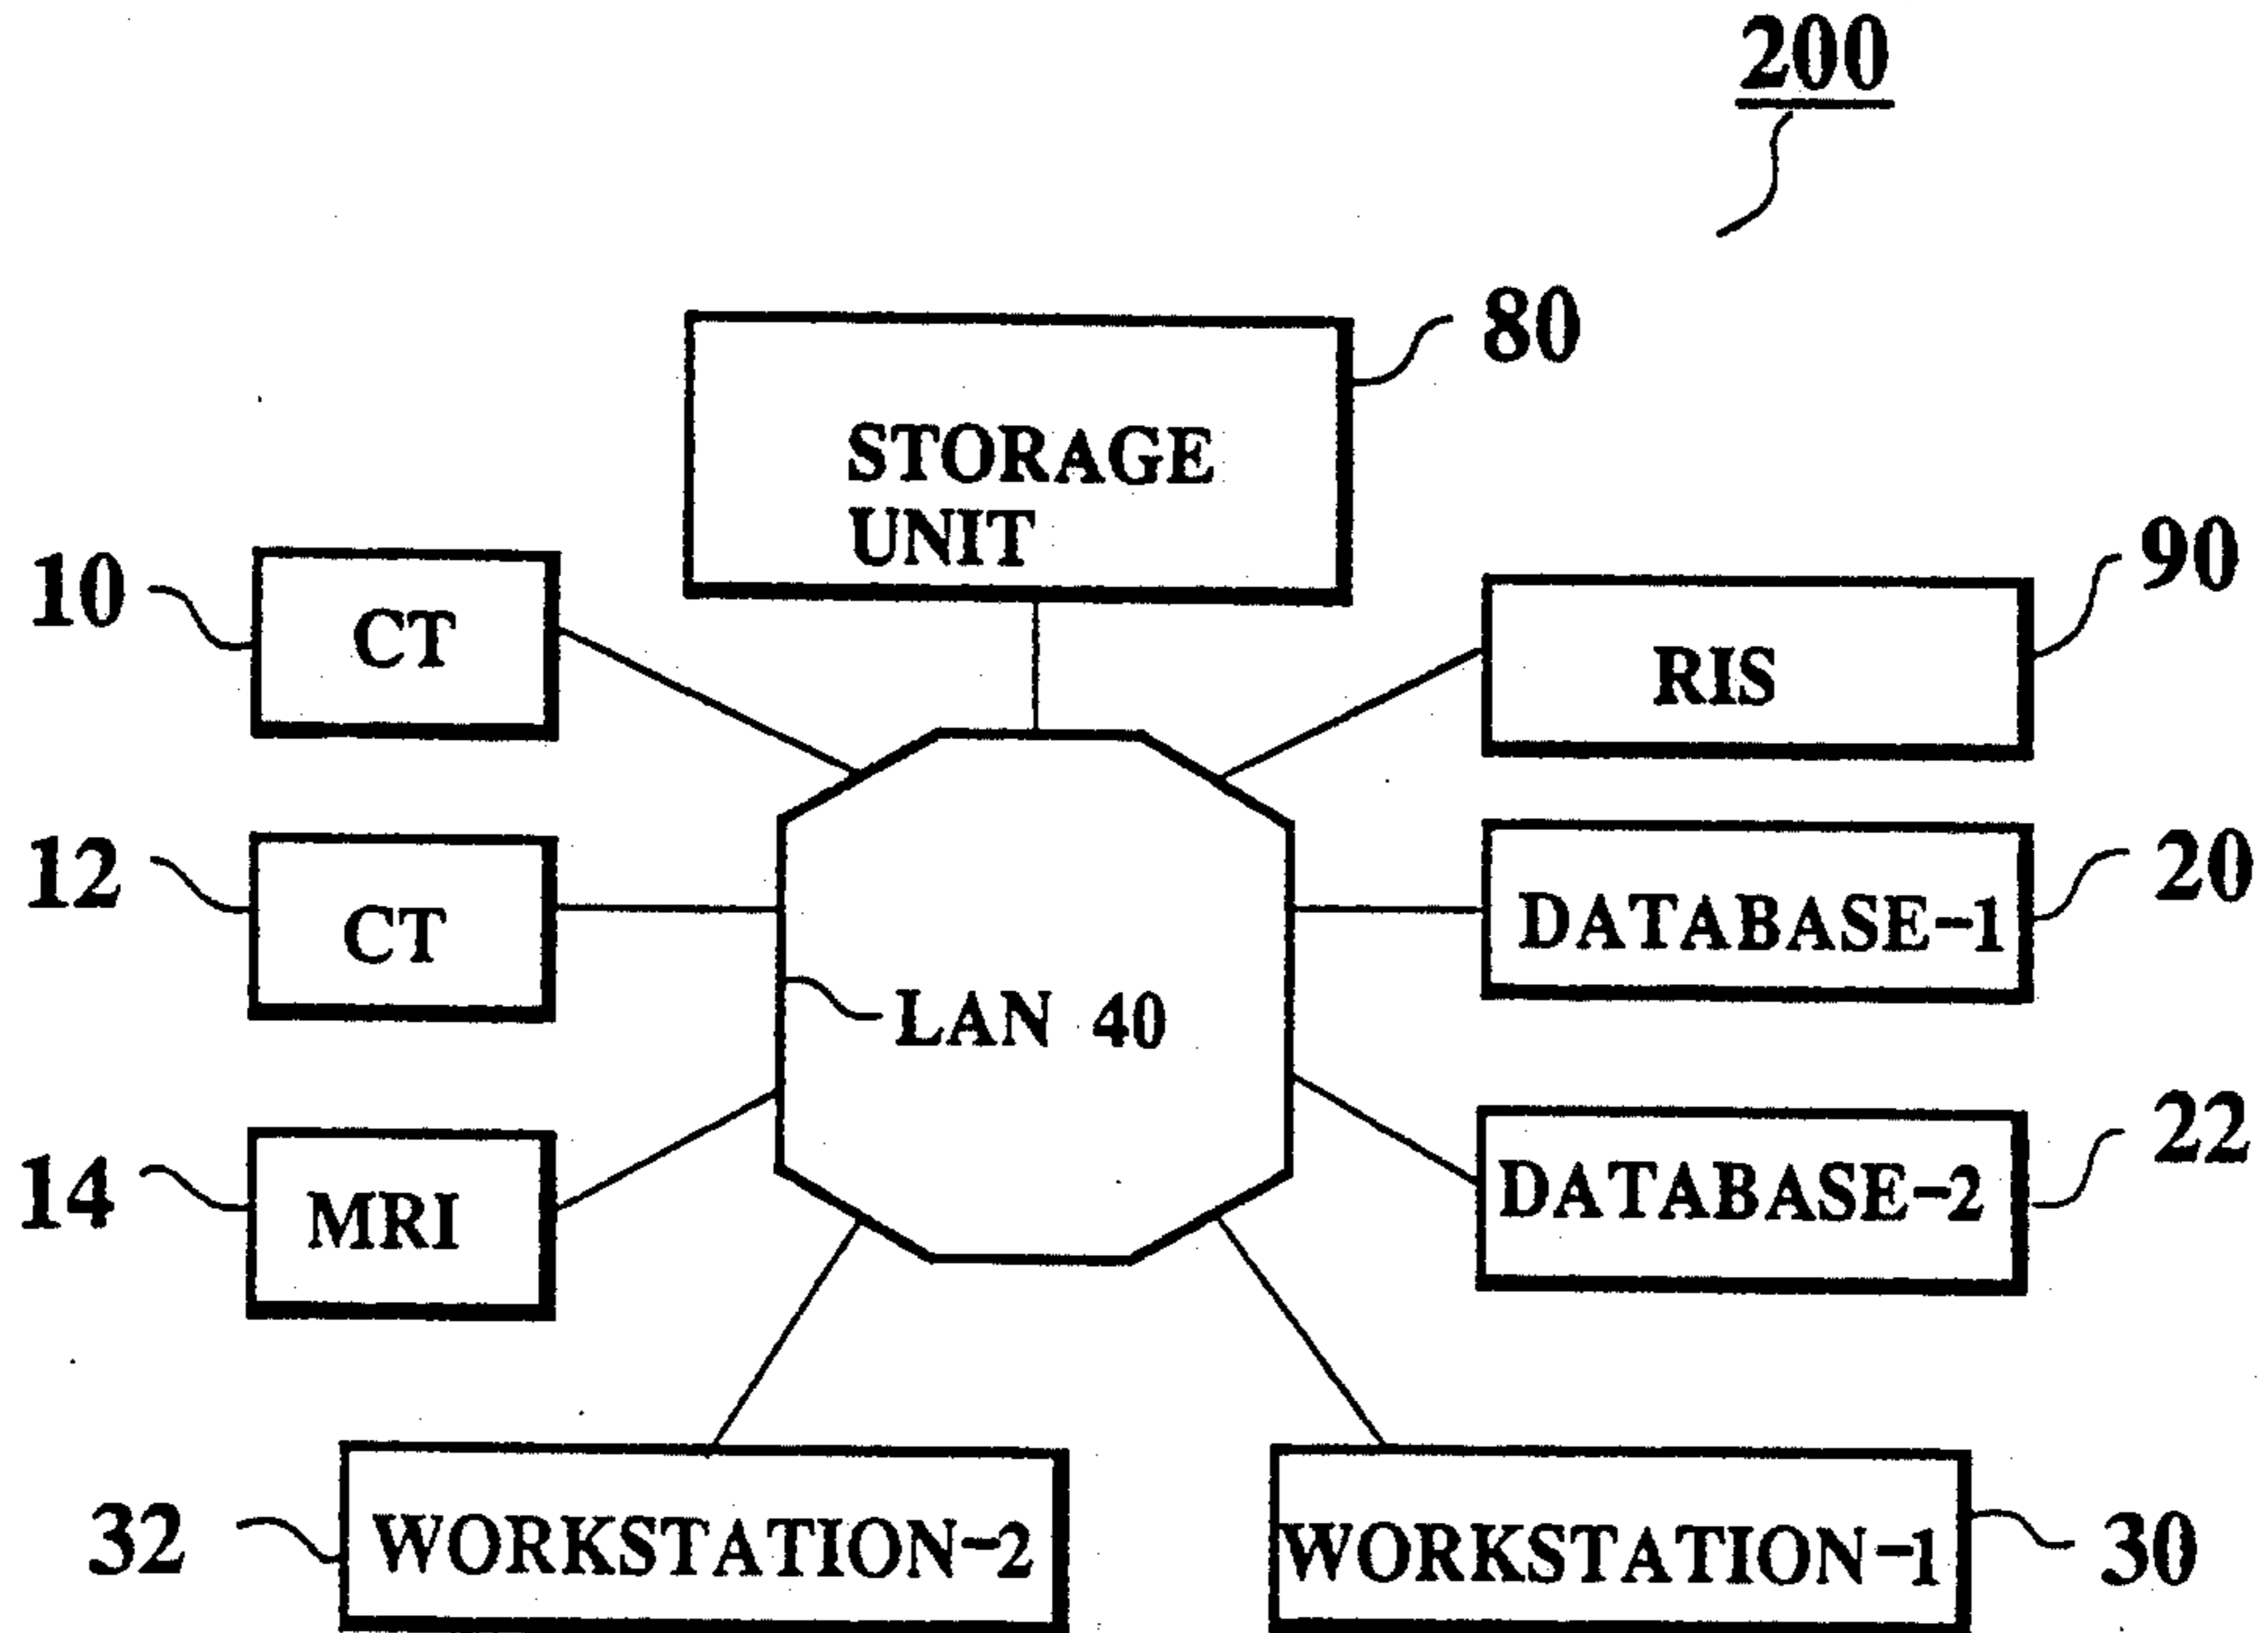 200
80
STORAGE
UNIT
10
CT
90
RIS
12
CT
DATABASE-1
20
LAN 40
14
MRI
DATABASE-2
22
32
WORKSTATION-2
WORKSTATION-1
30